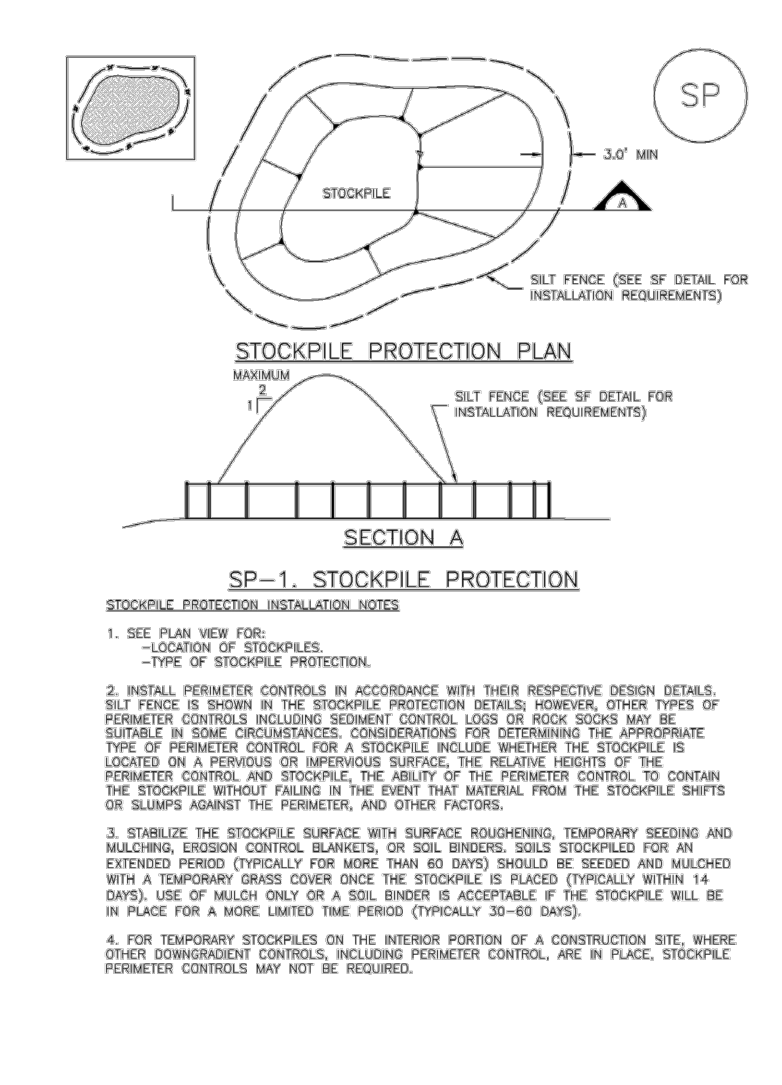 SP
3.0' MIN
STOCKPILE
A
SILT FENCE (SEE SF DETAIL FOR
INSTALLATION REQUIREMENTS)
STOCKPILE PROTECTION PLAN
MAXIMUM
2
1
SILT FENCE (SEE SF DETAIL FOR
INSTALLATION REQUIREMENTS)
SECTION A
SP-1. STOCKPILE PROTECTION
STOCKPILE PROTECTION INSTALLATION NOTES
1. SEE PLAN VIEW FOR:
-LOCATION OF STOCKPILES.
-TYPE OF STOCKPILE PROTECTION.
2. INSTALL PERIMETER CONTROLS IN ACCORDANCE WITH THEIR RESPECTIVE DESIGN DETAILS.
SILT FENCE IS SHOWN IN THE STOCKPILE PROTECTION DETAILS; HOWEVER, OTHER TYPES OF
PERIMETER CONTROLS INCLUDING SEDIMENT CONTROL LOGS OR ROCK SOCKS MAY BE
SUITABLE IN SOME CIRCUMSTANCES. CONSIDERATIONS FOR DETERMINING THE APPROPRIATE
TYPE OF PERIMETER CONTROL FOR A STOCKPILE INCLUDE WHETHER THE STOCKPILE IS
LOCATED ON A PERVIOUS OR IMPERVIOUS SURFACE, THE RELATIVE HEIGHTS OF THE
PERIMETER CONTROL AND STOCKPILE, THE ABILITY OF THE PERIMETER CONTROL TO CONTAIN
THE STOCKPILE WITHOUT FAILING IN THE EVENT THAT MATERIAL FROM THE STOCKPILE SHIFTS
OR SLUMPS AGAINST THE PERIMETER, AND OTHER FACTORS.
3. STABILIZE THE STOCKPILE SURFACE WITH SURFACE ROUGHENING, TEMPORARY SEEDING AND
MULCHING, EROSION CONTROL BLANKETS, OR SOIL BINDERS. SOILS STOCKPILED FOR AN
EXTENDED PERIOD (TYPICALLY FOR MORE THAN 60 DAYS) SHOULD BE SEEDED AND MULCHED
WITH A TEMPORARY GRASS COVER ONCE THE STOCKPILE IS PLACED (TYPICALLY WITHIN 14
DAYS). USE OF MULCH ONLY OR A SOIL BINDER IS ACCEPTABLE IF THE STOCKPILE WILL BE
IN PLACE FOR A MORE LIMITED TIME PERIOD (TYPICALLY 30-60 DAYS).
4. FOR TEMPORARY STOCKPILES ON THE INTERIOR PORTION OF A CONSTRUCTION SITE, WHERE
OTHER DOWNGRADIENT CONTROLS, INCLUDING PERIMETER CONTROL, ARE IN PLACE, STOCKPILE
PERIMETER CONTROLS MAY NOT BE REQUIRED.